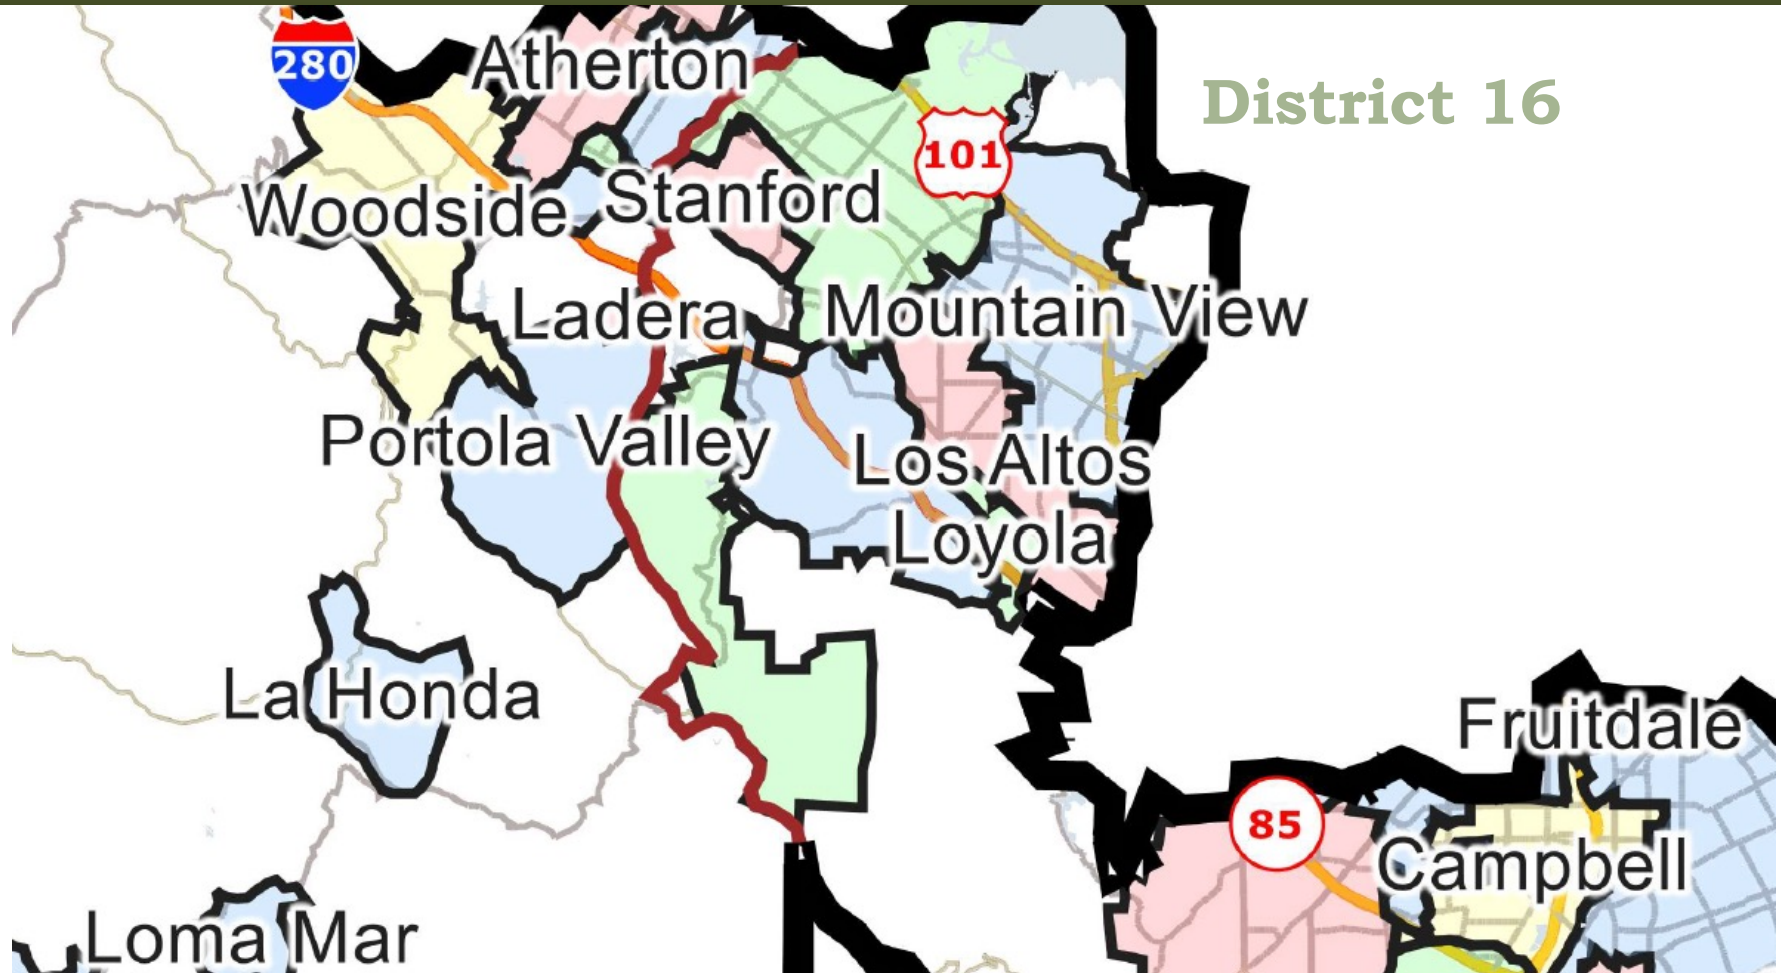 280
Atherton
District 16
101
Woodside
Stanford
Ladera
Mountain View
Portola Valley
Los Altos
Loyola
La Honda
Fruitdale
85
Campbell
Loma Mar